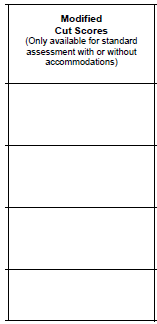 Modified
Cut Scores
(Only available for standard
assessment with or without
accommodations)